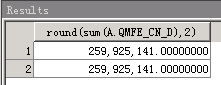 Results
round(sum(A.QMFE_CN_D),2)
1 259,925,141.00000000
2 259,925,141.00000000